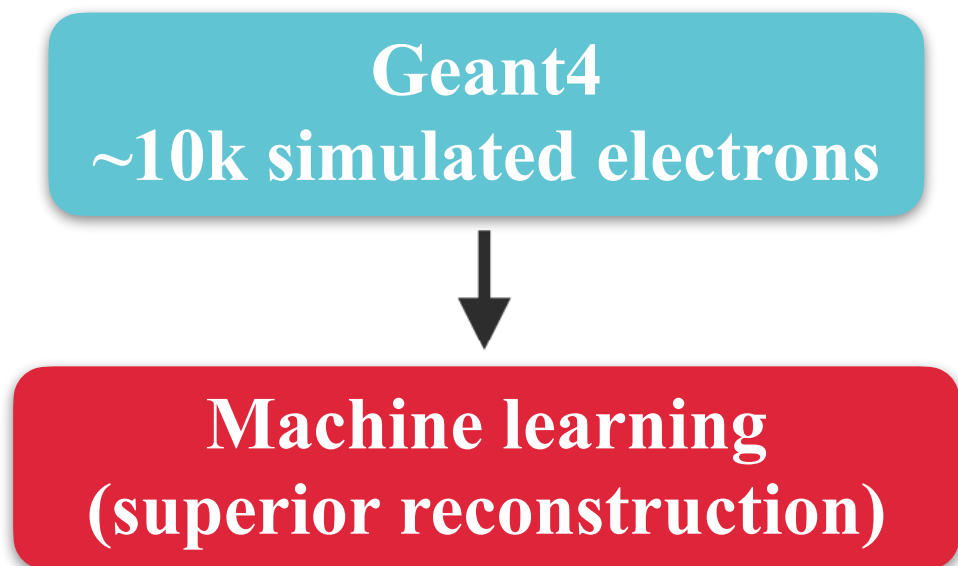 Geant4
~10k simulated electrons
Machine learning
(superior reconstruction)